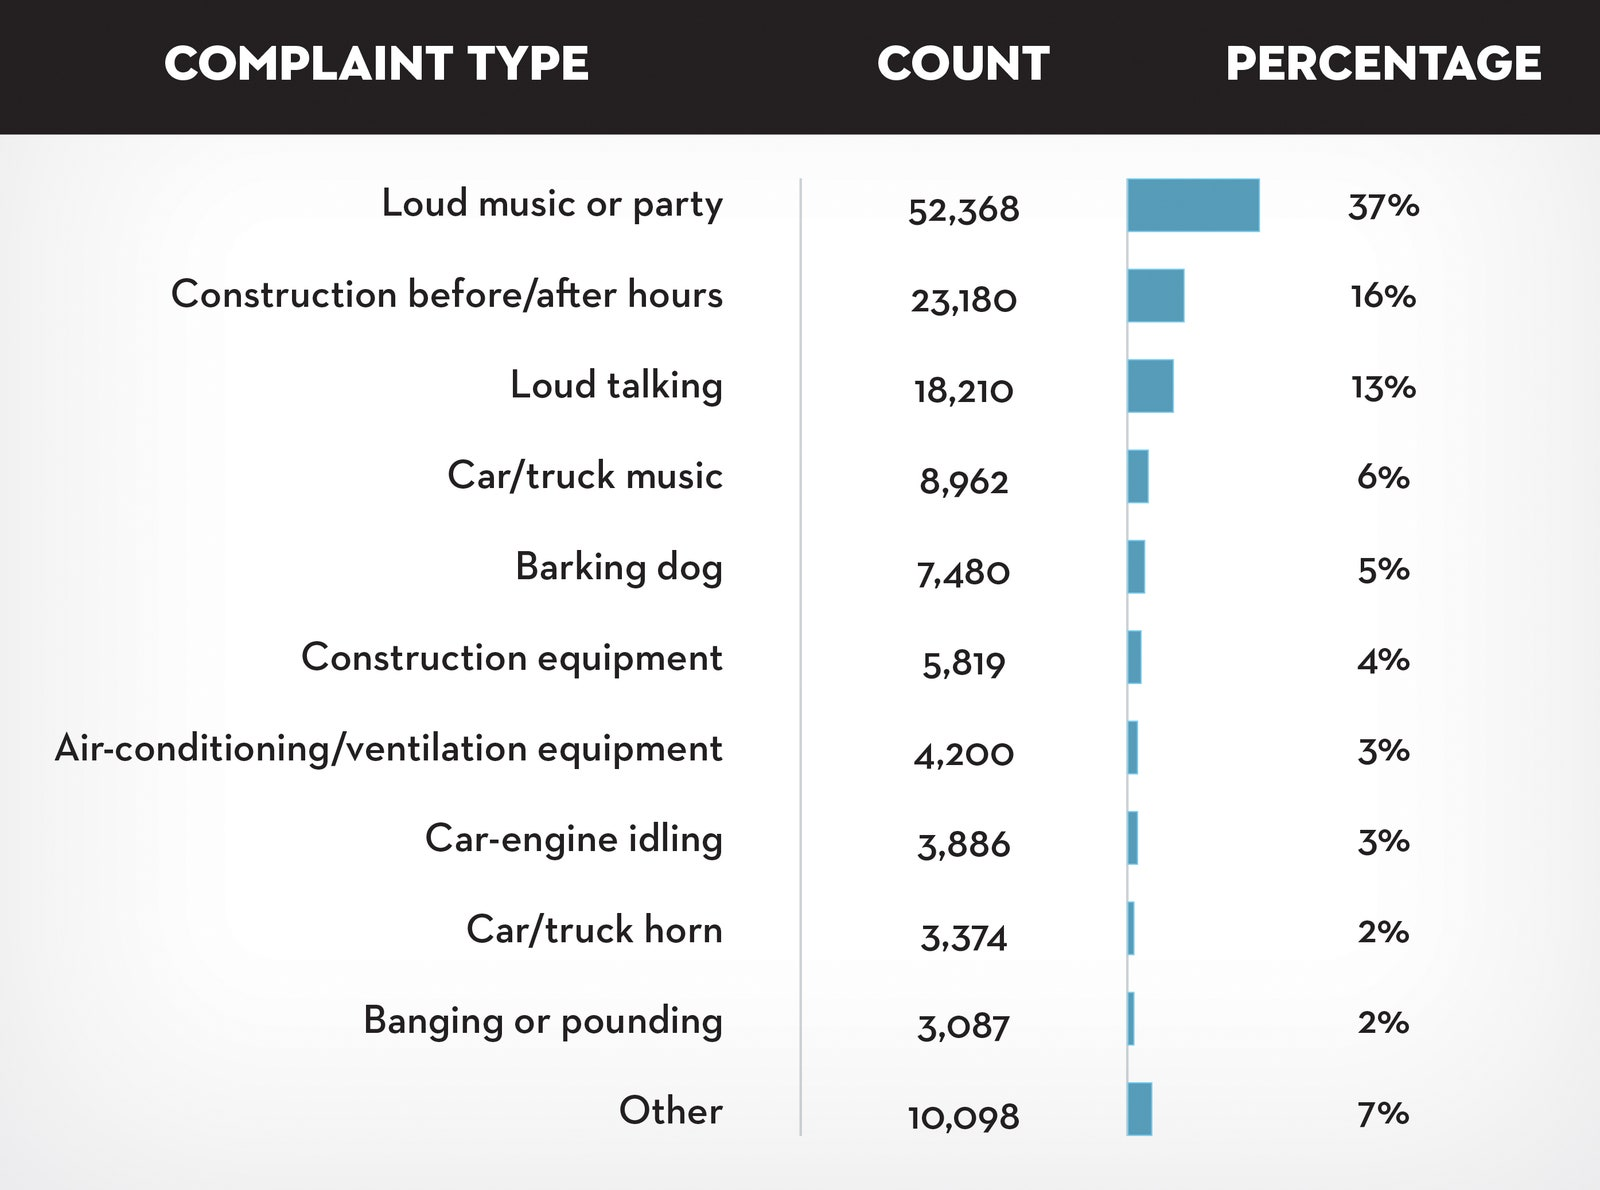 COMPLAINT TYPE COUNT PERCENTAGE
Loud music or party 52,368 37%
Construction before/after hours 23,180 16%
Loud talking 18,210 13%
Car/truck music 8,962 6%
Barking dog 7,480 5%
Construction equipment 5,819 4%
Air-conditioning/ventilation equipment 4,200 3%
Car-engine idling 3,886 3%
Car/truck horn 3,374 2%
Banging or pounding 3,087 2%
Other 10,098 7%